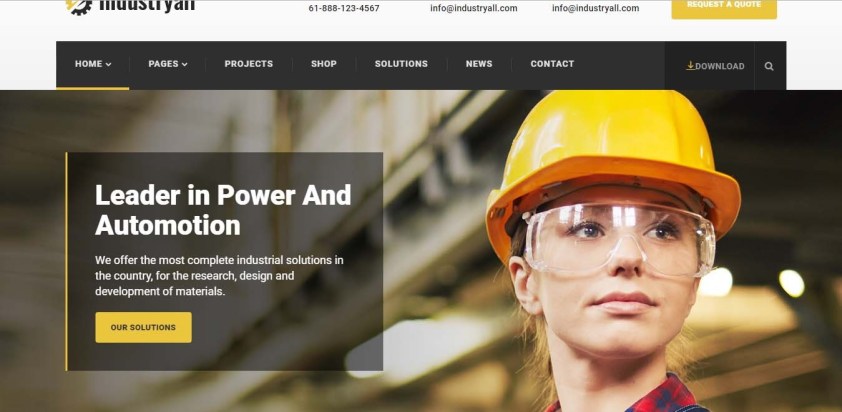 Industryall
61-888-123-4567
info@industryall.com
info@industryall.com
REQUEST A QUOTE
HOME
PAGES
PROJECTS
SHOP
SOLUTIONS
NEWS
CONTACT
DOWNLOAD
Leader in Power And
Automotion
We offer the most complete industrial solutions in
the country, for the research, design and
development of materials.
OUR SOLUTIONS